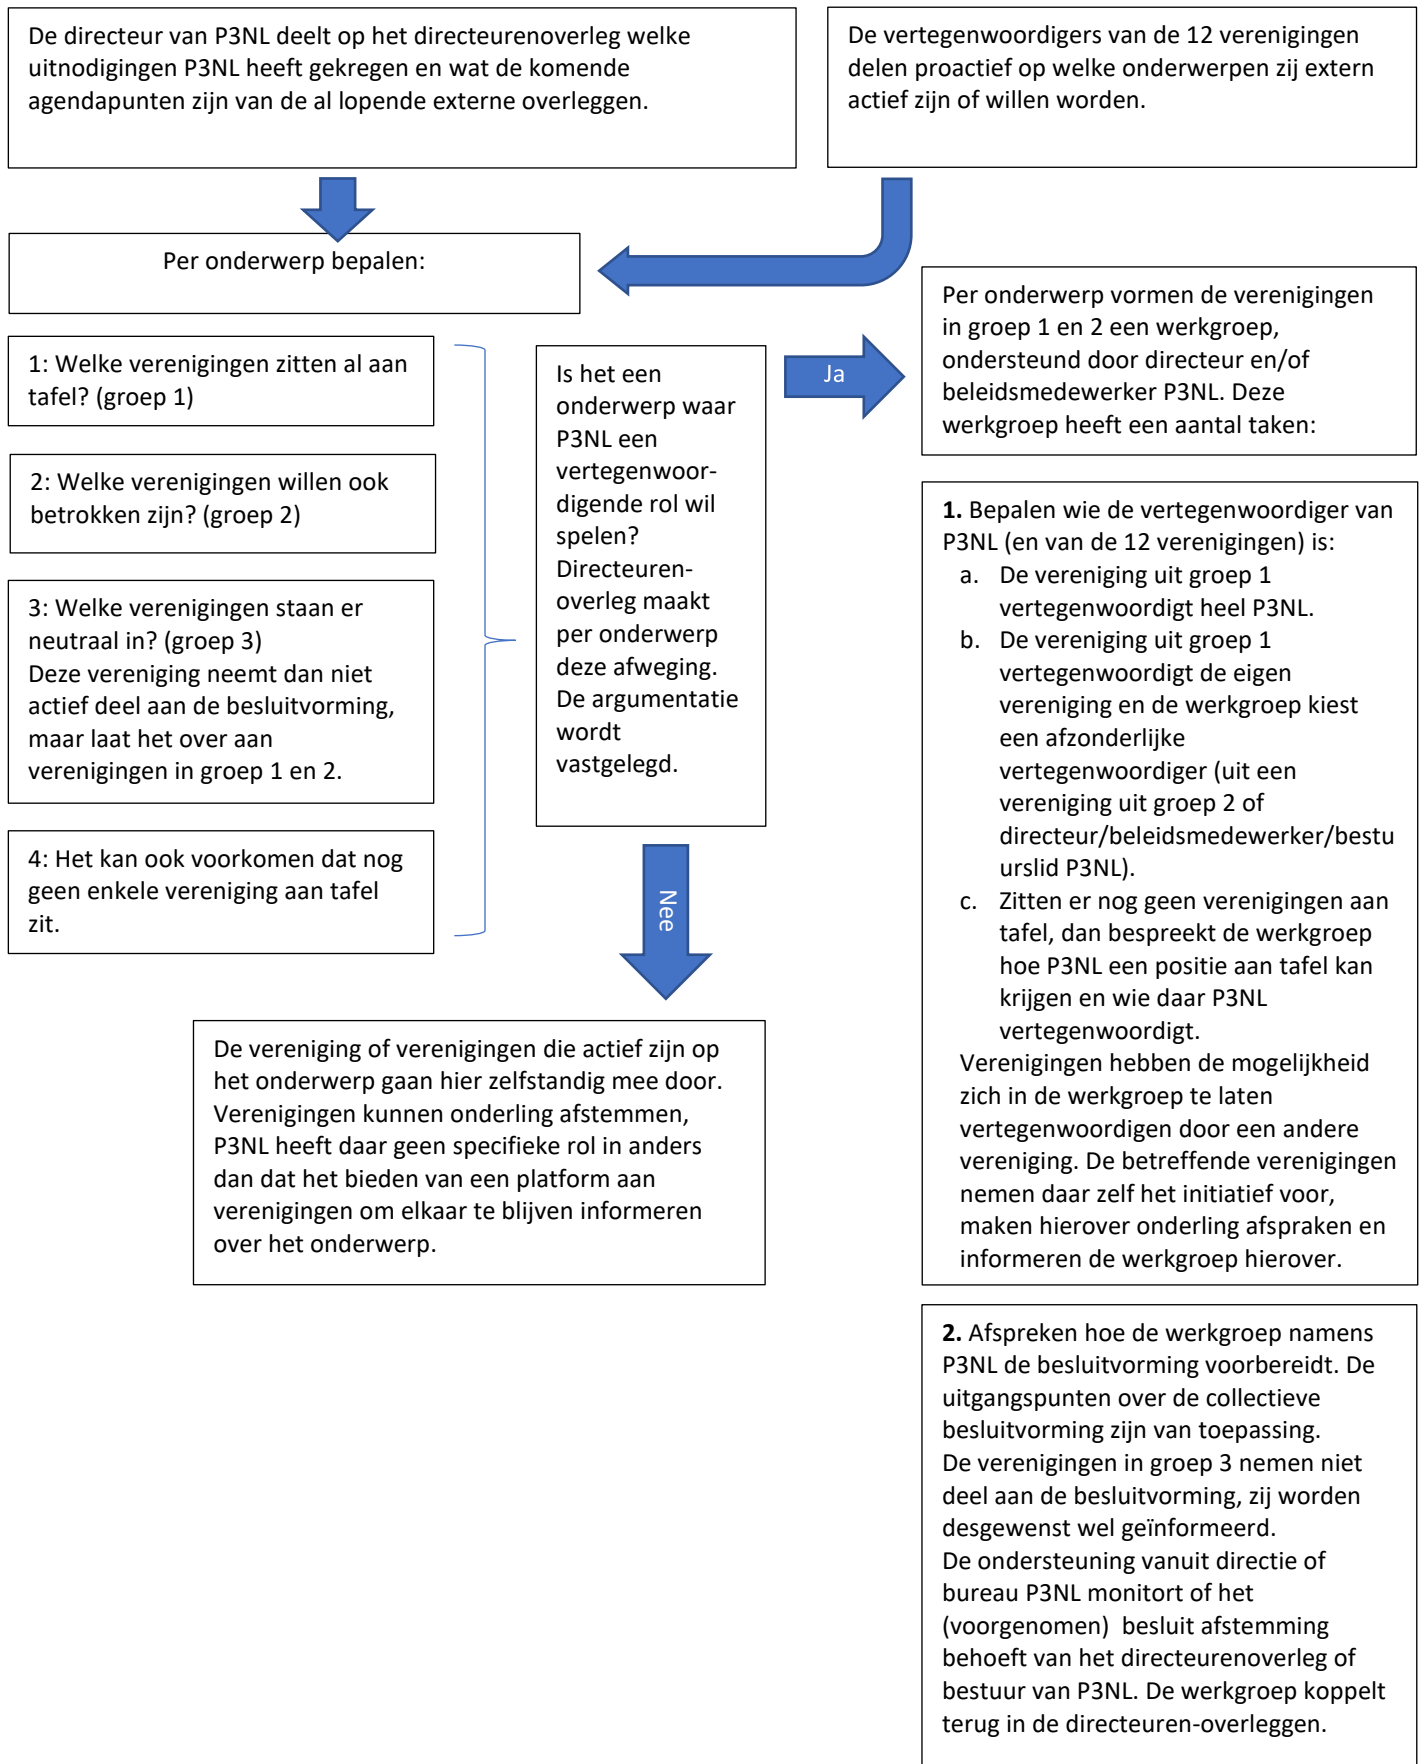 De directeur van P3NL deelt op het directeurenoverleg welke
uitnodigingen P3NL heeft gekregen en wat de komende
agendapunten zijn van de al lopende externe overleggen.
De vertegenwoordigers van de 12 verenigingen
delen proactief op welke onderwerpen zij extern
actief zijn of willen worden.
Per onderwerp bepalen:
1: Welke verenigingen zitten al aan
tafel? (groep 1)
2: Welke verenigingen willen ook
betrokken zijn? (groep 2)
3: Welke verenigingen staan er
neutraal in? (groep 3)
Deze vereniging neemt dan niet
actief deel aan de besluitvorming,
maar laat het over aan
verenigingen in groep 1 en 2.
4: Het kan ook voorkomen dat nog
geen enkele vereniging aan tafel
zit.
Is het een
onderwerp waar
P3NL een
vertegenwoor-
digende rol wil
spelen?
Directeuren-
overleg maakt
per onderwerp
deze afweging.
De argumentatie
wordt
vastgelegd.
Ja
Nee
De vereniging of verenigingen die actief zijn op
het onderwerp gaan hier zelfstandig mee door.
Verenigingen kunnen onderling afstemmen,
P3NL heeft daar geen specifieke rol in anders
dan dat het bieden van een platform aan
verenigingen om elkaar te blijven informeren
over het onderwerp.
Per onderwerp vormen de verenigingen
in groep 1 en 2 een werkgroep,
ondersteund door directeur en/of
beleidsmedewerker P3NL. Deze
werkgroep heeft een aantal taken:
1. Bepalen wie de vertegenwoordiger van
P3NL (en van de 12 verenigingen) is:
a. De vereniging uit groep 1
vertegenwoordigt heel P3NL.
b. De vereniging uit groep 1
vertegenwoordigt de eigen
vereniging en de werkgroep kiest
een afzonderlijke
vertegenwoordiger (uit een
vereniging uit groep 2 of
directeur/beleidsmedewerker/bestu
urslid P3NL).
c. Zitten er nog geen verenigingen aan
tafel, dan bespreekt de werkgroep
hoe P3NL een positie aan tafel kan
krijgen en wie daar P3NL
vertegenwoordigt.
Verenigingen hebben de mogelijkheid
zich in de werkgroep te laten
vertegenwoordigen door een andere
vereniging. De betreffende verenigingen
nemen daar zelf het initiatief voor,
maken hierover onderling afspraken en
informeren de werkgroep hierover.
2. Afspreken hoe de werkgroep namens
P3NL de besluitvorming voorbereidt. De
uitgangspunten over de collectieve
besluitvorming zijn van toepassing.
De verenigingen in groep 3 nemen niet
deel aan de besluitvorming, zij worden
desgewenst wel geïnformeerd.
De ondersteuning vanuit directie of
bureau P3NL monitort of het
(voorgenomen) besluit afstemming
behoeft van het directeurenoverleg of
bestuur van P3NL. De werkgroep koppelt
terug in de directeuren-overleggen.